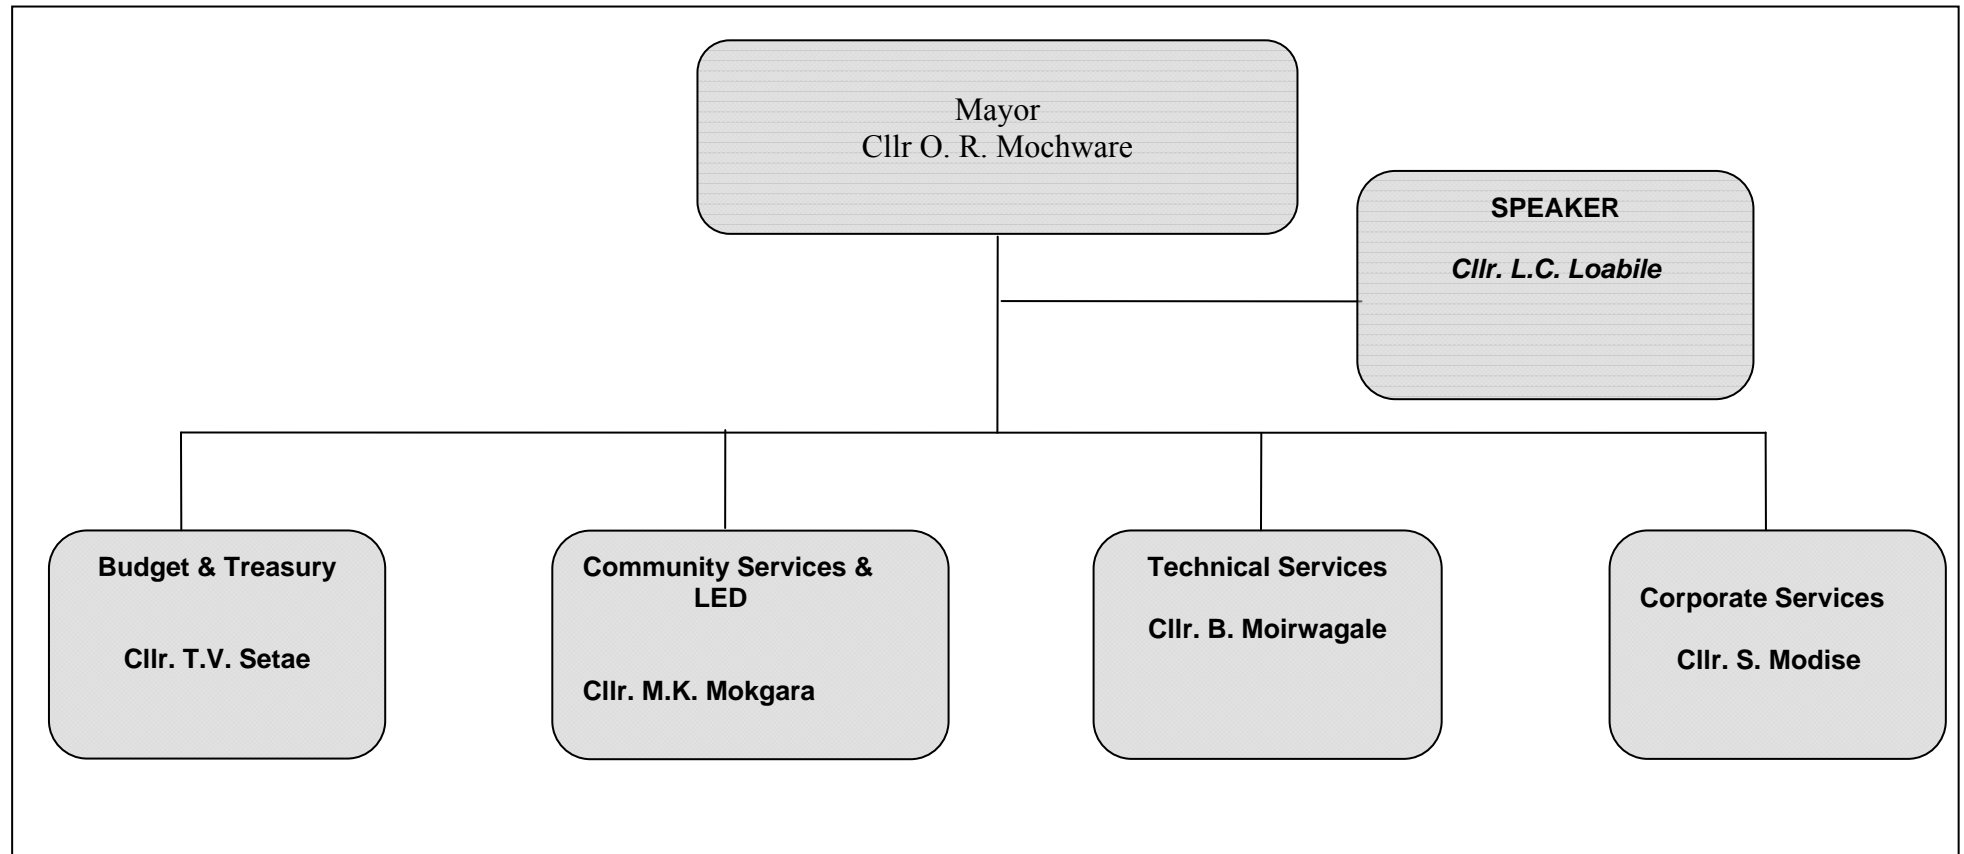 Mayor
Cllr O. R. Mochware
SPEAKER
Cllr. L.C. Loabile
Budget & Treasury
Cllr. T.V. Setae
Community Services &
LED
Cllr. M.K. Mokgara
Technical Services
Cllr. B. Moirwagale
Corporate Services
Cllr. S. Modise